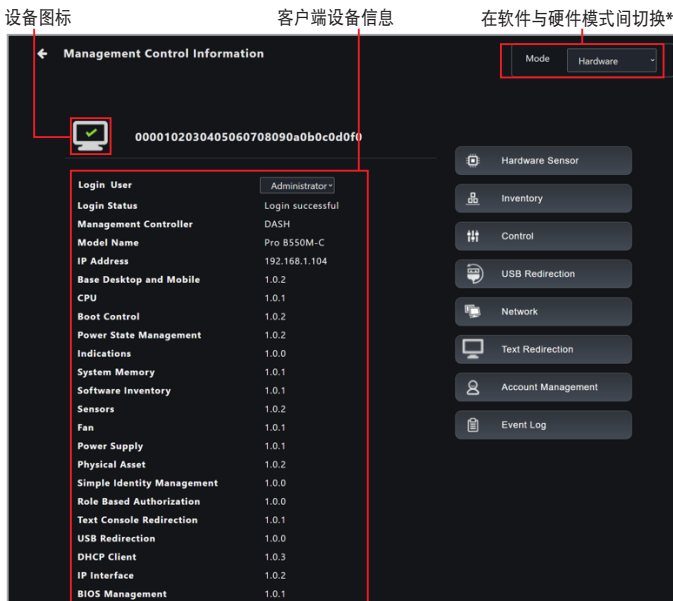 设备图标 客户端设备信息 在软件与硬件模式间切换*
Management Control Information
Mode Hardware
0000102030405060708090a0b0c0d0f0
Login User Administrator
Login Status Login successful
Management Controller DASH
Model Name Pro B550M-C
IP Address 192.168.1.104
Base Desktop and Mobile 1.0.2
CPU 1.0.1
Boot Control 1.0.2
Power State Management 1.0.2
Indications 1.0.0
System Memory 1.0.1
Software Inventory 1.0.1
Sensors 1.0.2
Fan 1.0.1
Power Supply 1.0.1
Physical Asset 1.0.2
Simple Identity Management 1.0.0
Role Based Authorization 1.0.0
Text Console Redirection 1.0.1
USB Redirection 1.0.0
DHCP Client 1.0.3
IP Interface 1.0.2
BIOS Management 1.0.1
Hardware Sensor
Inventory
Control
USB Redirection
Network
Text Redirection
Account Management
Event Log